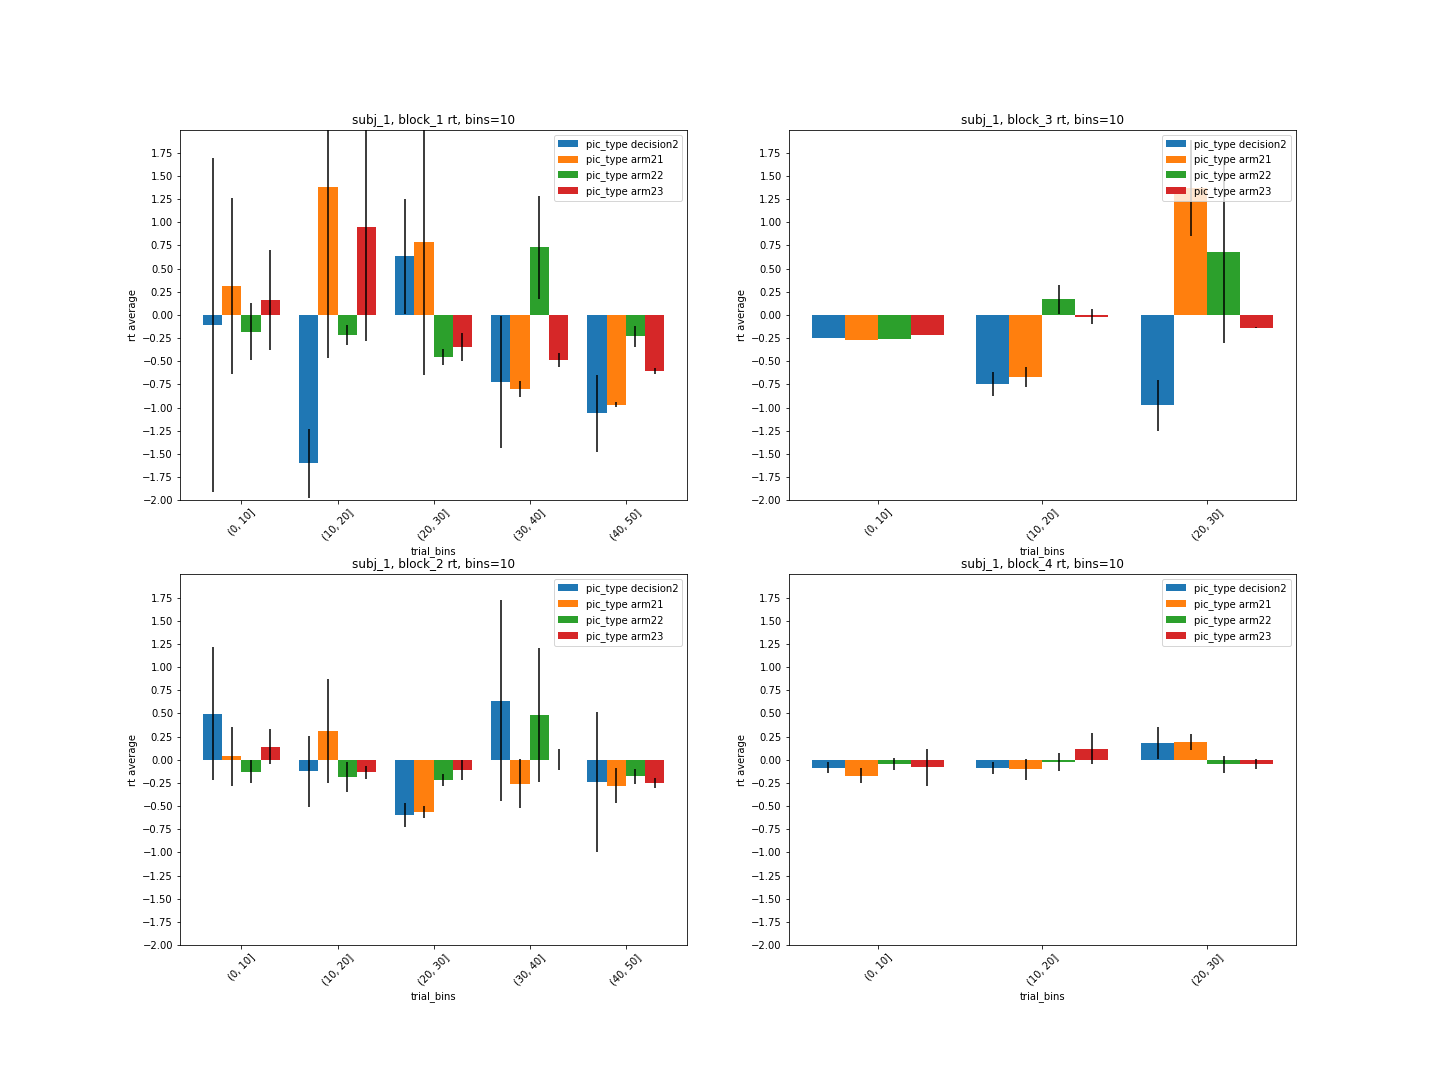 subj_1, block_1 rt, bins=10
pic_type decision2
pic_type arm21
pic_type arm22
pic_type arm23
1.75
1.50
1.25
1.00
0.75
0.50
0.25
0.00
−0.25
−0.50
−0.75
−1.00
−1.25
−1.50
−1.75
−2.00
rt average
(0, 10]
(10, 20]
(20, 30]
(30, 40]
(40, 50]
trial_bins
subj_1, block_3 rt, bins=10
pic_type decision2
pic_type arm21
pic_type arm22
pic_type arm23
1.75
1.50
1.25
1.00
0.75
0.50
0.25
0.00
−0.25
−0.50
−0.75
−1.00
−1.25
−1.50
−1.75
−2.00
rt average
(0, 10]
(10, 20]
(20, 30]
trial_bins
subj_1, block_2 rt, bins=10
pic_type decision2
pic_type arm21
pic_type arm22
pic_type arm23
1.75
1.50
1.25
1.00
0.75
0.50
0.25
0.00
−0.25
−0.50
−0.75
−1.00
−1.25
−1.50
−1.75
−2.00
rt average
(0, 10]
(10, 20]
(20, 30]
(30, 40]
(40, 50]
trial_bins
subj_1, block_4 rt, bins=10
pic_type decision2
pic_type arm21
pic_type arm22
pic_type arm23
1.75
1.50
1.25
1.00
0.75
0.50
0.25
0.00
−0.25
−0.50
−0.75
−1.00
−1.25
−1.50
−1.75
−2.00
rt average
(0, 10]
(10, 20]
(20, 30]
trial_bins